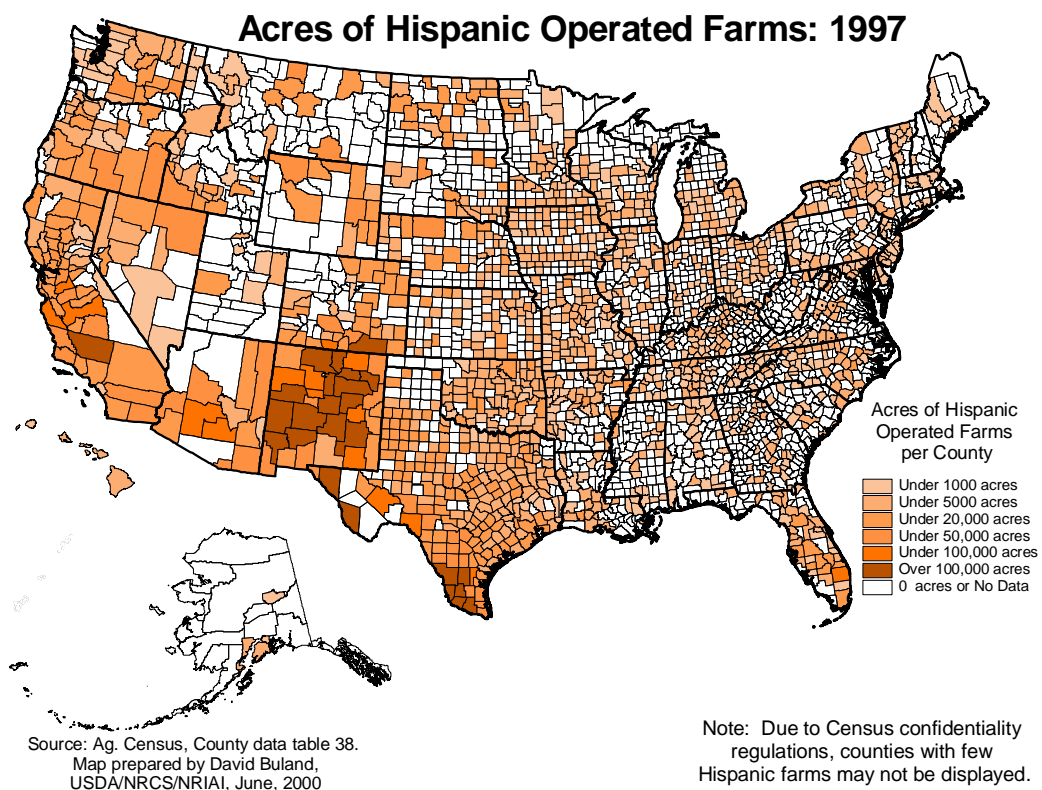 Acres of Hispanic Operated Farms: 1997
Acres of Hispanic
Operated Farms
per County
Under 1000 acres
Under 5000 acres
Under 20,000 acres
Under 50,000 acres
Under 100,000 acres
Over 100,000 acres
0 acres or No Data
Source: Ag. Census, County data table 38.
Map prepared by David Buland,
USDA/NRCS/NRIAI, June, 2000
Note: Due to Census confidentiality
regulations, counties with few
Hispanic farms may not be displayed.